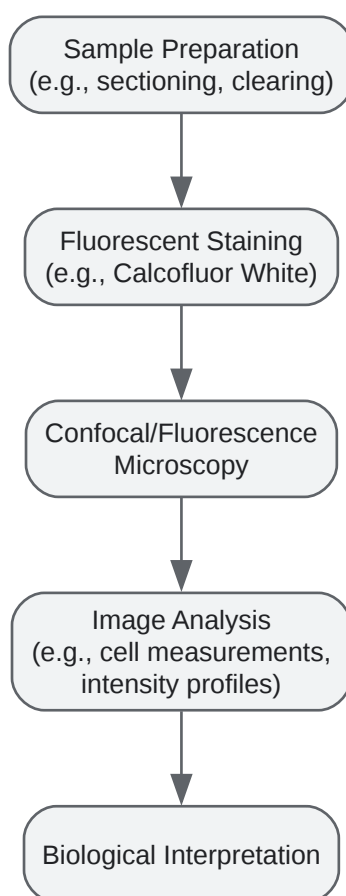 Sample Preparation
(e.g., sectioning, clearing)
Fluorescent Staining
(e.g., Calcofluor White)
Confocal/Fluorescence
Microscopy
Image Analysis
(e.g., cell measurements,
intensity profiles)
Biological Interpretation